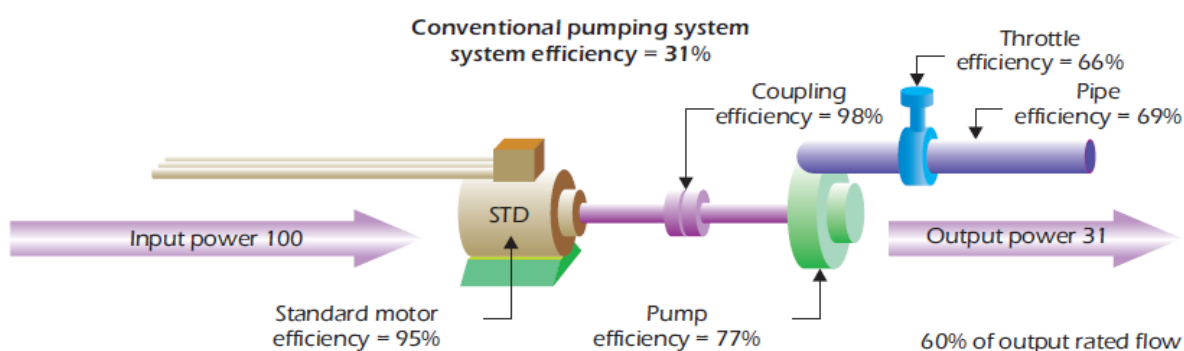 Conventional pumping system
system efficiency = 31%
Throttle
efficiency = 66%
Coupling
efficiency = 98%
Pipe
efficiency = 69%
STD
Input power 100
Output power 31
Standard motor
efficiency = 95%
Pump
efficiency = 77%
60% of output rated flow